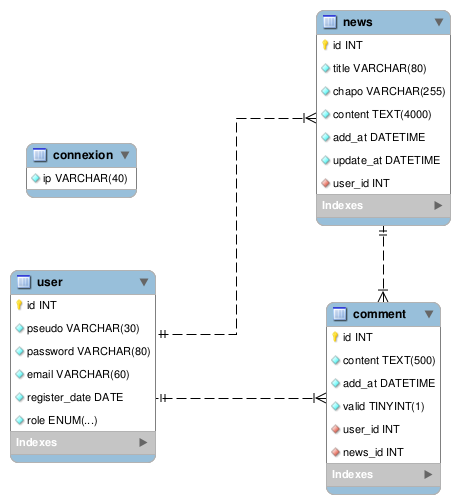 news
id INT
title VARCHAR(80)
chapo VARCHAR(255)
content TEXT(4000)
add_at DATETIME
update_at DATETIME
user_id INT
Indexes
connexion
ip VARCHAR(40)
user
id INT
pseudo VARCHAR(30)
password VARCHAR(80)
email VARCHAR(60)
register_date DATE
role ENUM(...)
Indexes
comment
id INT
content TEXT(500)
add_at DATETIME
valid TINYINT(1)
user_id INT
news_id INT
Indexes